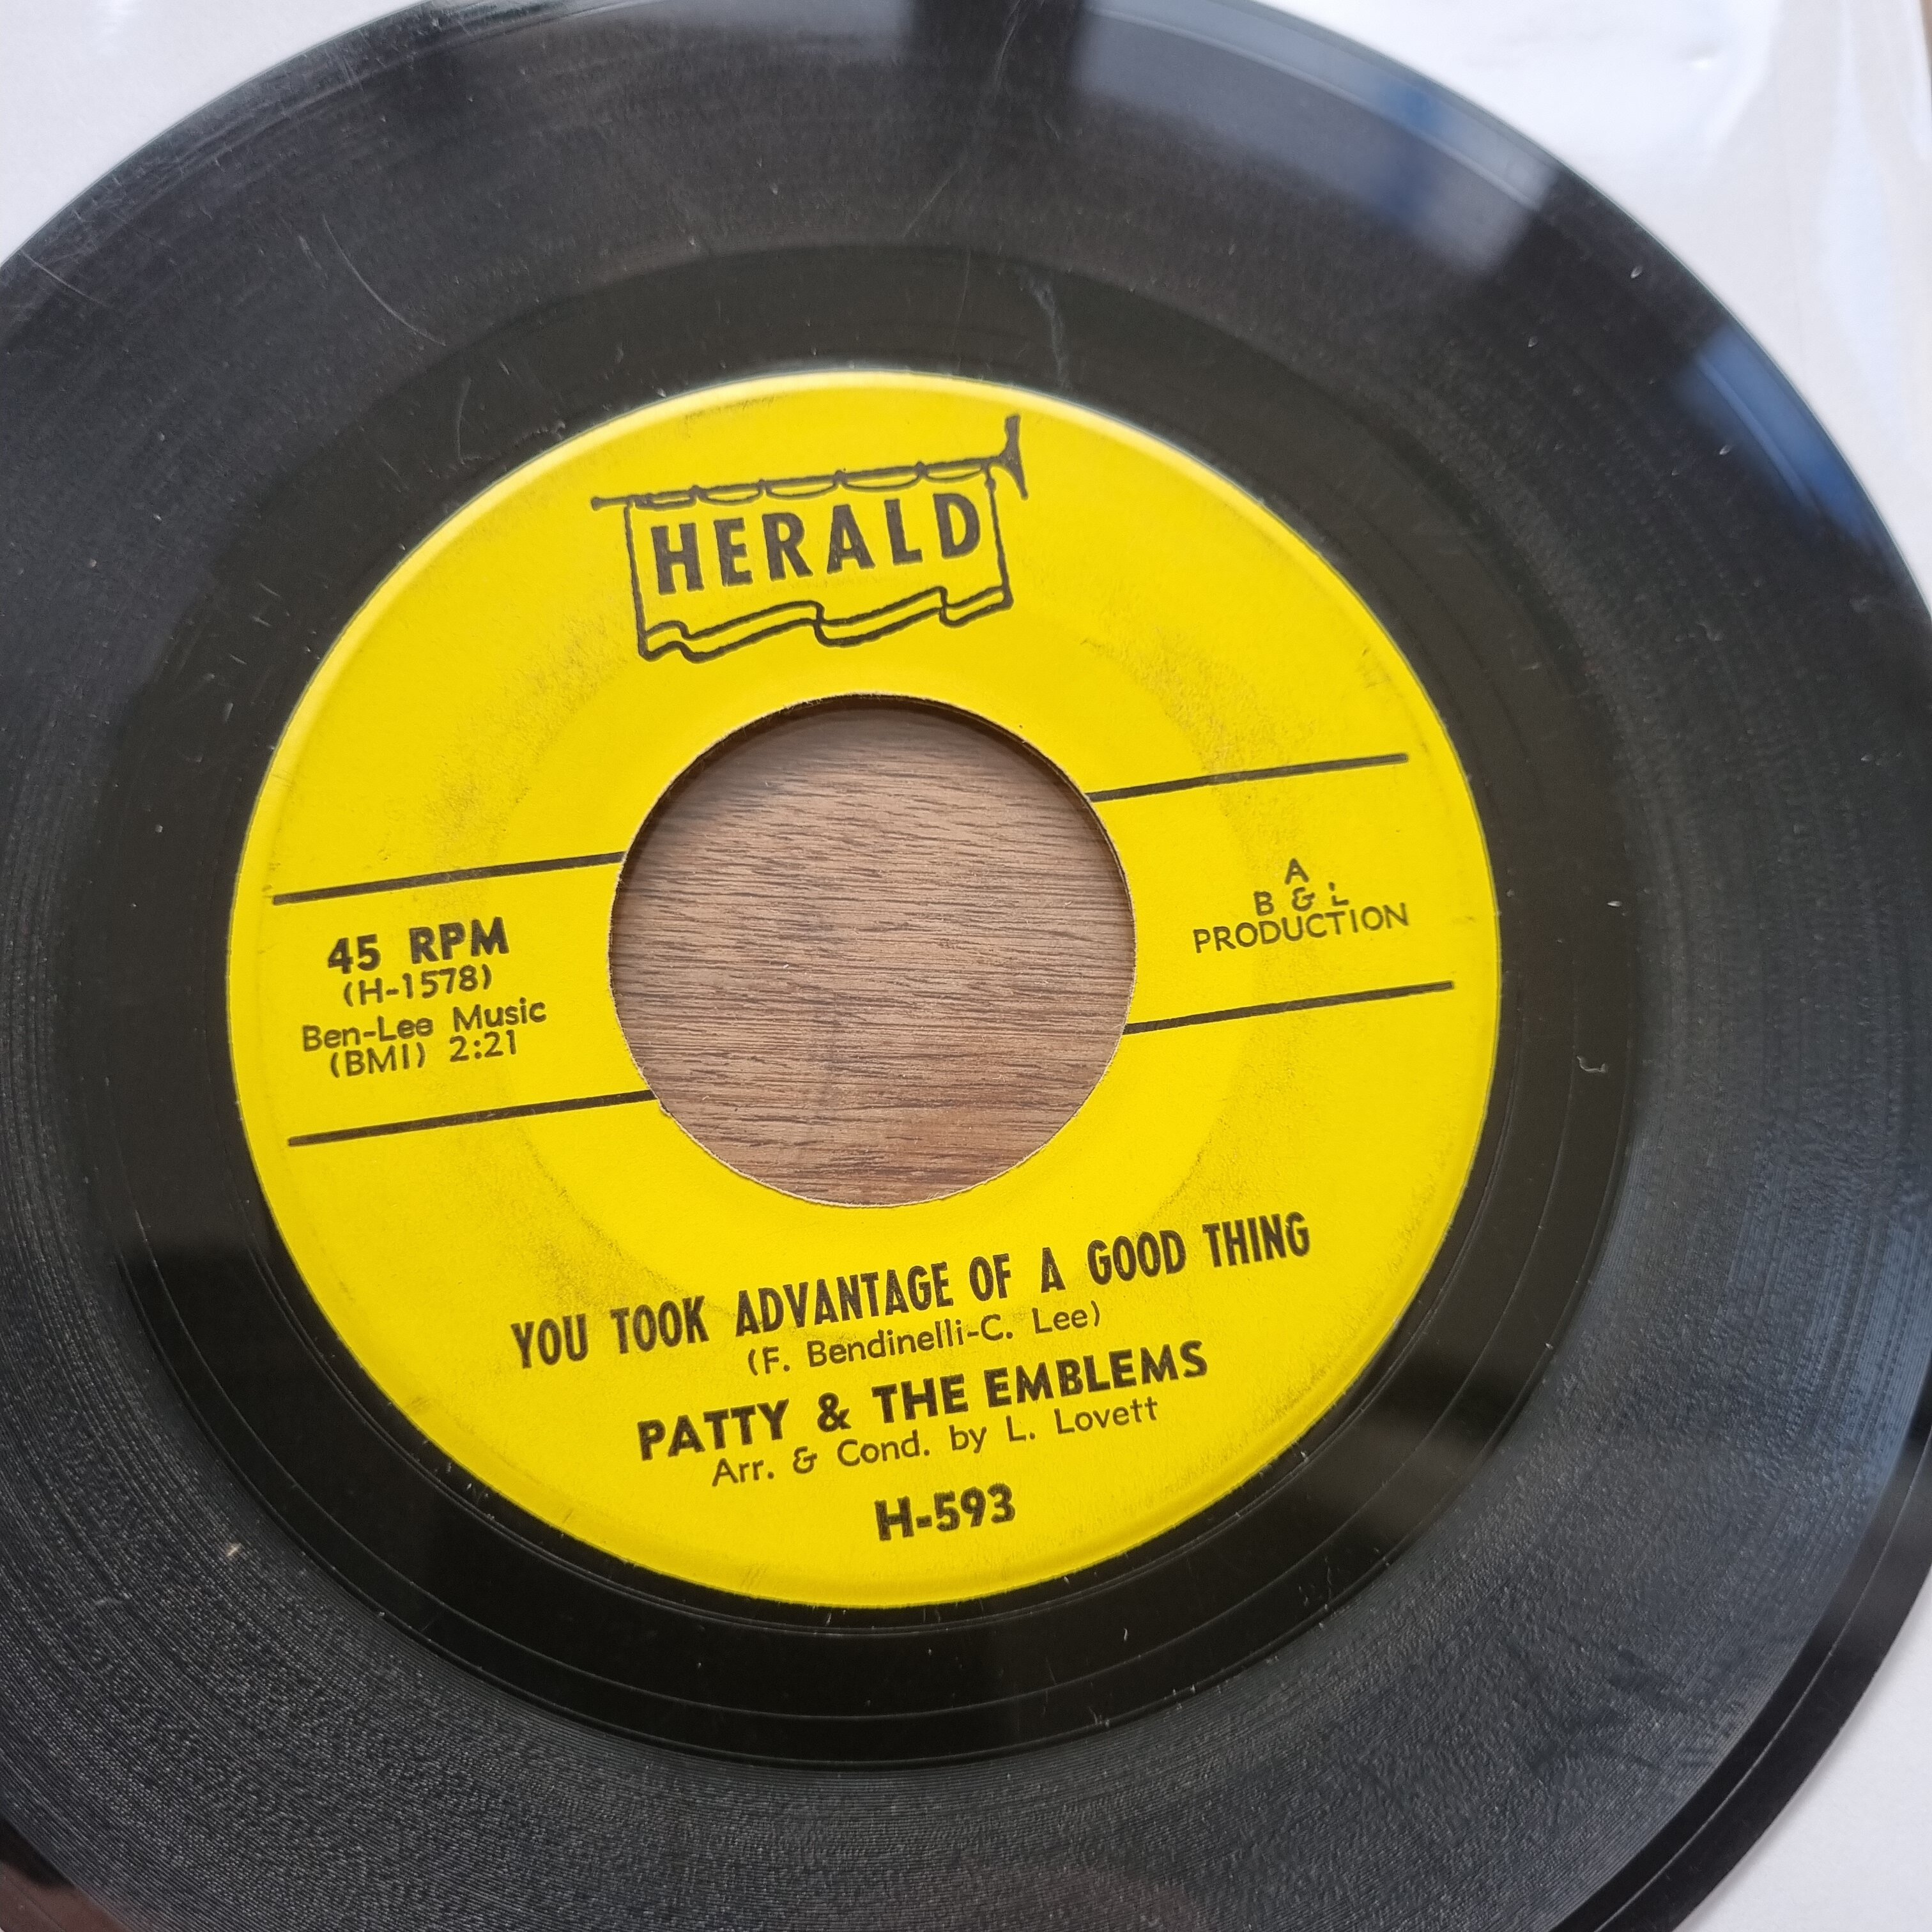 HERALD
45 RPM
(H-1578)
Ben-Lee Music
(BMI) 2:21
A
B & L
PRODUCTION
YOU TOOK ADVANTAGE OF A GOOD THING
(F. Bendinelli-C. Lee)
PATTY & THE EMBLEMS
Arr. & Cond. by L. Lovett
H-593